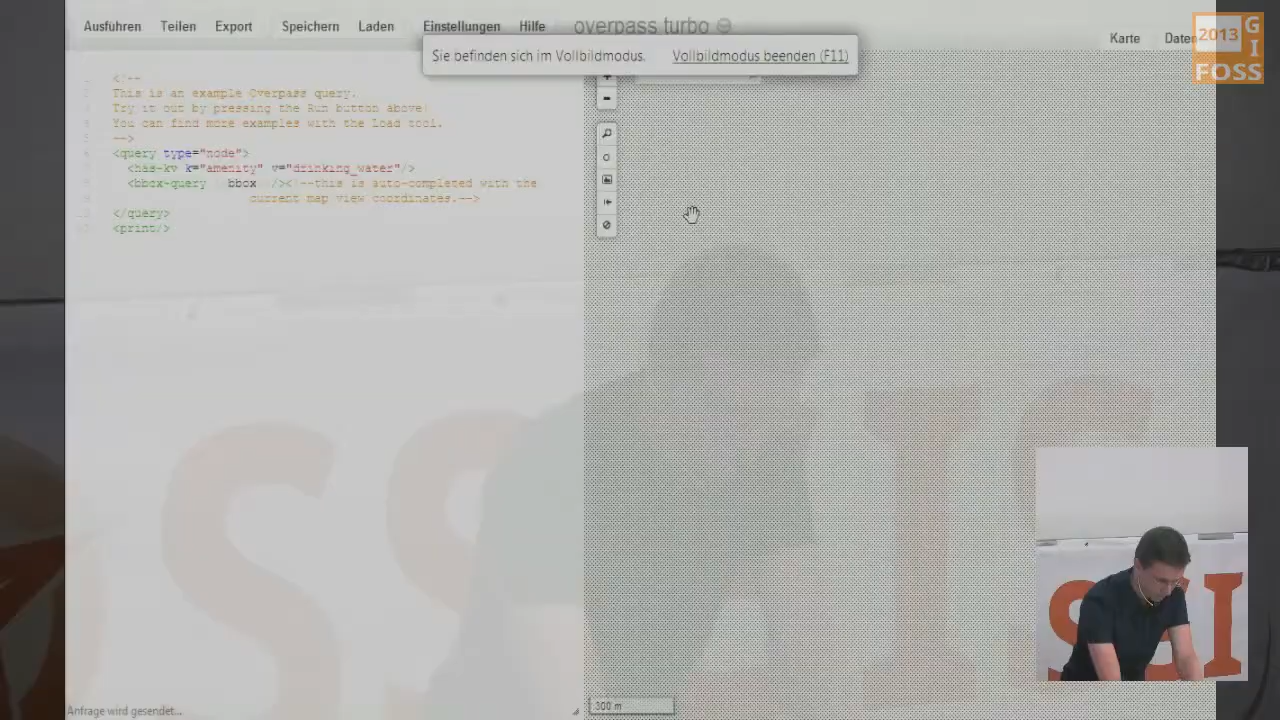 Ausführen Teilen Export Speichern Laden Einstellungen Hilfe overpass turbo
Karte Daten
2013 GI
FOSS
Sie befinden sich im Vollbildmodus. Vollbildmodus beenden (F11)
<!--
This is an example Overpass query.
Try it out by pressing the Run button above!
You can find more examples with the Load tool.
-->
<query type="node">
<has-kv k="amenity" v="drinking_water"/>
<bbox-query bbox /><!--this is auto-completed with the
current map view coordinates.-->
</query>
<print/>
Anfrage wird gesendet...
300 m